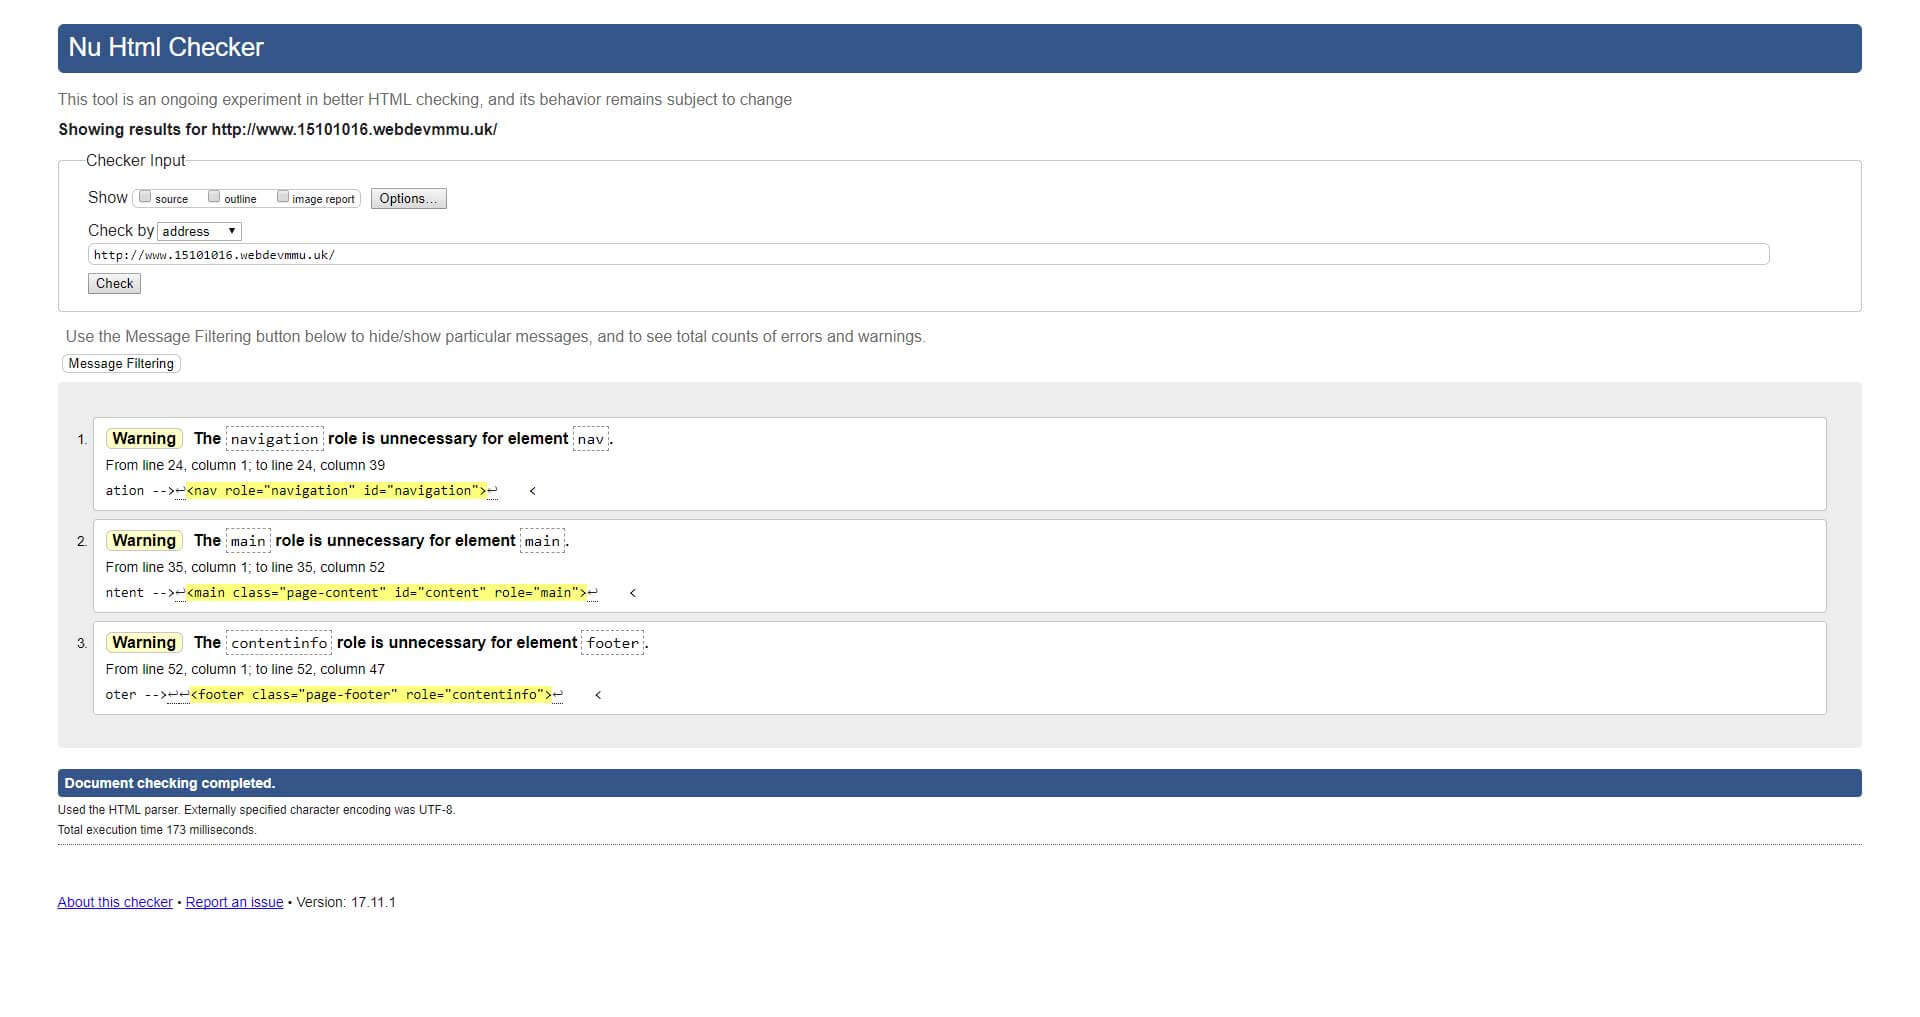 Nu Html Checker
This tool is an ongoing experiment in better HTML checking, and its behavior remains subject to change
Showing results for http://www.15101016.webdevmmu.uk/
Checker Input
Show source outline image report Options...
Check by address ▼
http://www.15101016.webdevmmu.uk/
Check
Use the Message Filtering button below to hide/show particular messages, and to see total counts of errors and warnings.
Message Filtering
1. Warning The navigation role is unnecessary for element nav.
From line 24, column 1; to line 24, column 39
ation -->↩<nav role="navigation" id="navigation">↩    <
2. Warning The main role is unnecessary for element main.
From line 35, column 1; to line 35, column 52
ntent -->↩<main class="page-content" id="content" role="main">↩    <
3. Warning The contentinfo role is unnecessary for element footer.
From line 52, column 1; to line 52, column 47
oter -->↩↩<footer class="page-footer" role="contentinfo">↩    <
Document checking completed.
Used the HTML parser. Externally specified character encoding was UTF-8.
Total execution time 173 milliseconds.
About this checker • Report an issue • Version: 17.11.1